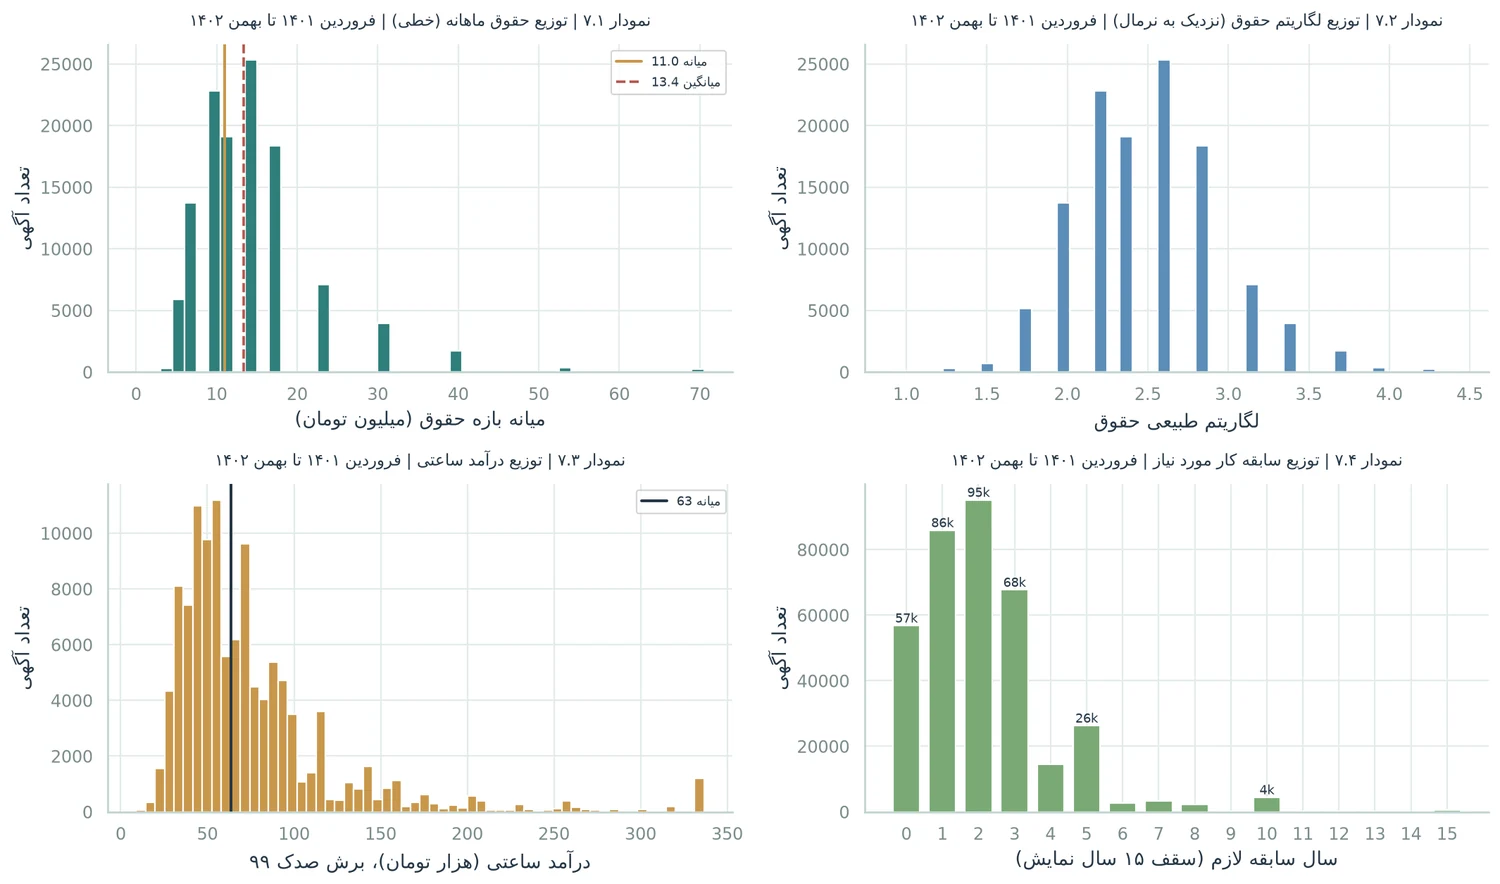 نمودار ۷.۱ | توزیع حقوق ماهانه (خطی) | فروردین ۱۴۰۱ تا بهمن ۱۴۰۲
میانه 11.0
میانگین 13.4
تعداد آگهی
25000
20000
15000
10000
5000
0
0 10 20 30 40 50 60 70
میانه بازه حقوق (میلیون تومان)
نمودار ۷.۲ | توزیع لگاریتم حقوق (نزدیک به نرمال) | فروردین ۱۴۰۱ تا بهمن ۱۴۰۲
تعداد آگهی
25000
20000
15000
10000
5000
0
1.0 1.5 2.0 2.5 3.0 3.5 4.0 4.5
لگاریتم طبیعی حقوق
نمودار ۷.۳ | توزیع درآمد ساعتی | فروردین ۱۴۰۱ تا بهمن ۱۴۰۲
میانه 63
تعداد آگهی
10000
8000
6000
4000
2000
0
0 50 100 150 200 250 300 350
درآمد ساعتی (هزار تومان)، برش صدک ۹۹
نمودار ۷.۴ | توزیع سابقه کار مورد نیاز | فروردین ۱۴۰۱ تا بهمن ۱۴۰۲
تعداد آگهی
80000
60000
40000
20000
0
57k 86k 95k 68k 26k 4k
0 1 2 3 4 5 6 7 8 9 10 11 12 13 14 15
سال سابقه لازم (سقف ۱۵ سال نمایش)